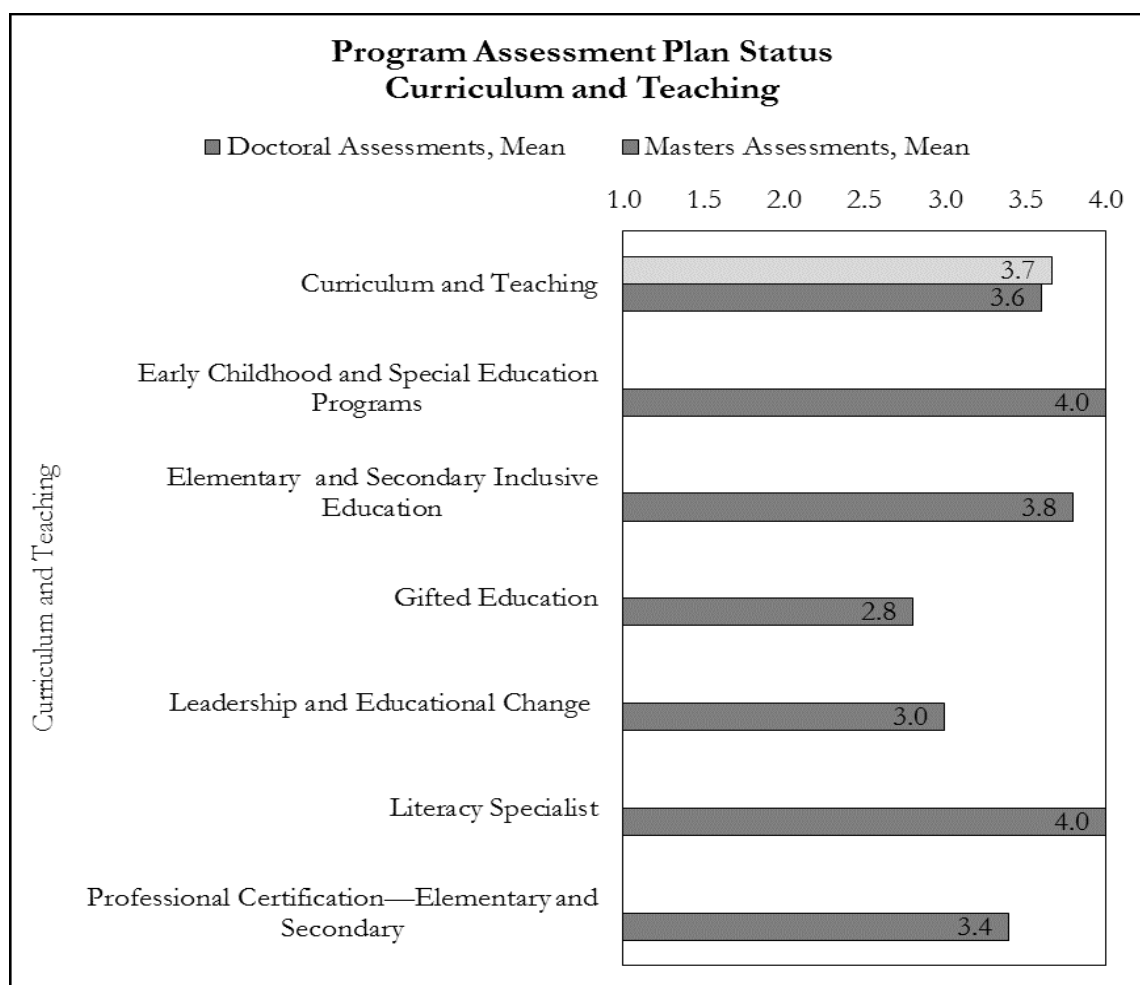 Program Assessment Plan Status
Curriculum and Teaching
Doctoral Assessments, Mean
Masters Assessments, Mean
1.0 1.5 2.0 2.5 3.0 3.5 4.0
Curriculum and Teaching
3.7
3.6
Early Childhood and Special Education
Programs
4.0
Elementary and Secondary Inclusive
Education
3.8
Gifted Education
2.8
Leadership and Educational Change
3.0
Literacy Specialist
4.0
Professional Certification—Elementary and
Secondary
3.4
Curriculum and Teaching